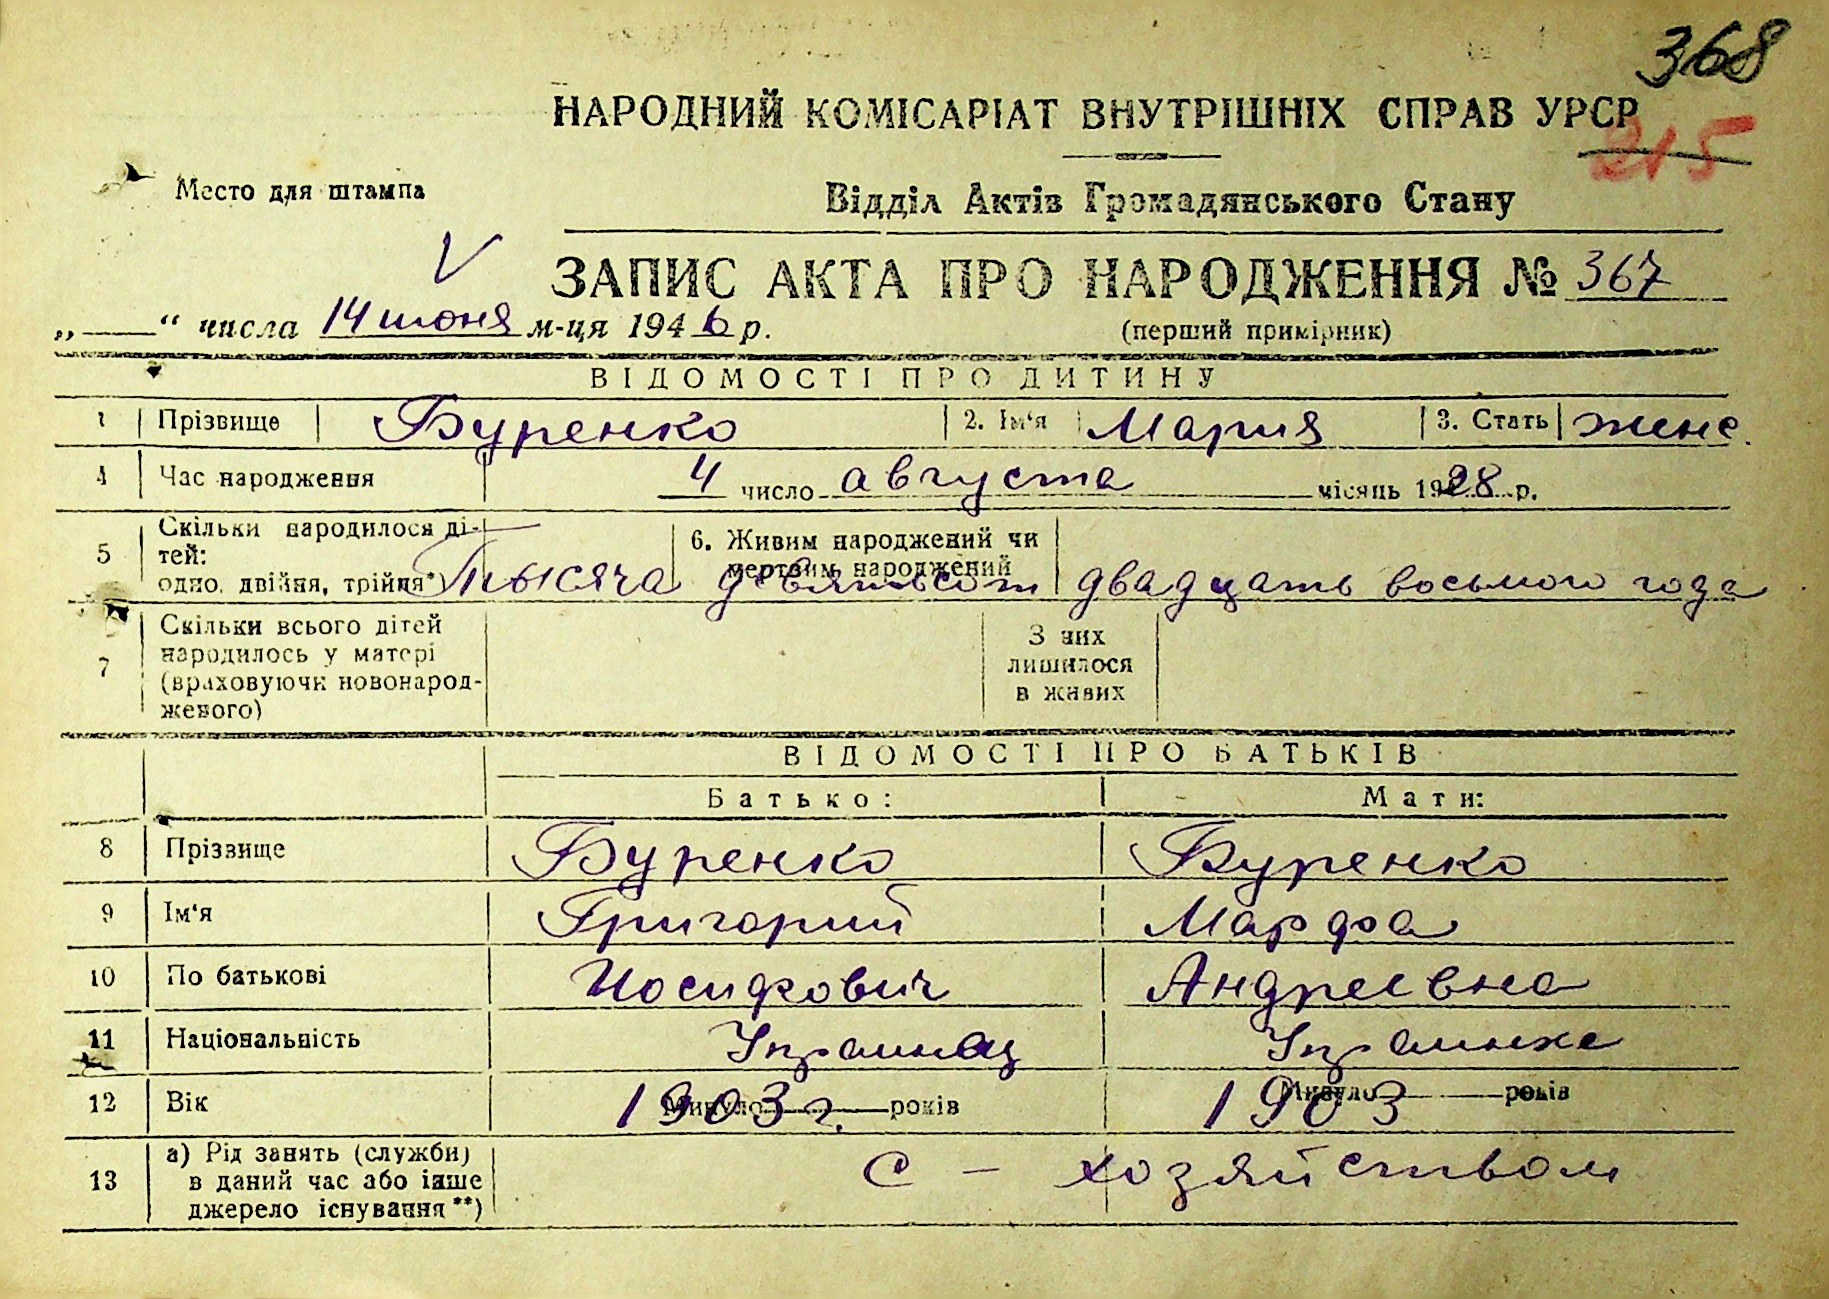 368
НАРОДНИЙ КОМІСАРІАТ ВНУТРІШНІХ СПРАВ УРСР
215
Место для штампа
Відділ Актів Громадянського Стану
V
ЗАПИС АКТА ПРО НАРОДЖЕННЯ № 367
„ — “ числа 14 июня м-ця 1946 р. (перший примірник)
ВІДОМОСТІ ПРО ДИТИНУ
1 Прізвище Буренко 2. Ім‘я Мария 3. Стать женс.
4 Час народження 4 число августа місяць 1928 р.
5 Скільки народилося ді-
тей:
одно, двійня, трійня*) 6. Живим народжений чи
мертвим народжений
Тысяча девятьсот двадцать восьмого года
7 Скільки всього дітей
народилось у матері
(враховуючи новонарод-
женого) З них
лишилося
в живих
ВІДОМОСТІ ПРО БАТЬКІВ
Батько: Мати:
8 Прізвище Буренко Буренко
9 Ім‘я Григорий Марфа
10 По батькові Иосифович Андреевна
11 Національність Украинец Украинка
12 Вік Минуло 1903 г. років Минуло 1903 років
13 а) Рід занять (служби)
в даний час або інше
джерело існування **) С – хозяйством